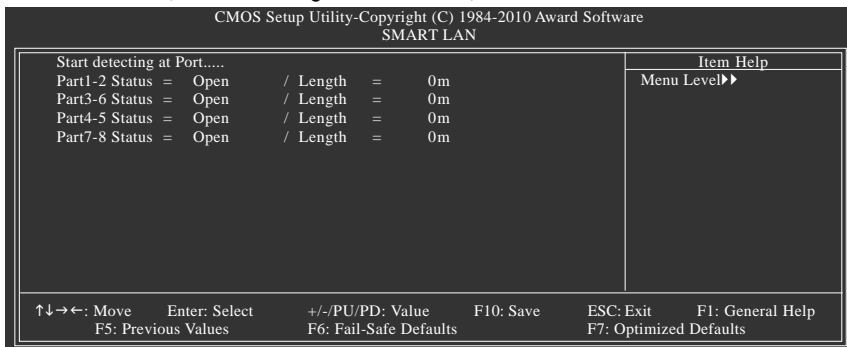 CMOS Setup Utility-Copyright (C) 1984-2010 Award Software
SMART LAN
Start detecting at Port.....
Part1-2 Status = Open / Length = 0m
Part3-6 Status = Open / Length = 0m
Part4-5 Status = Open / Length = 0m
Part7-8 Status = Open / Length = 0m
Item Help
Menu Level▶▶
↑↓→←: Move Enter: Select +/-/PU/PD: Value F10: Save ESC: Exit F1: General Help
F5: Previous Values F6: Fail-Safe Defaults F7: Optimized Defaults